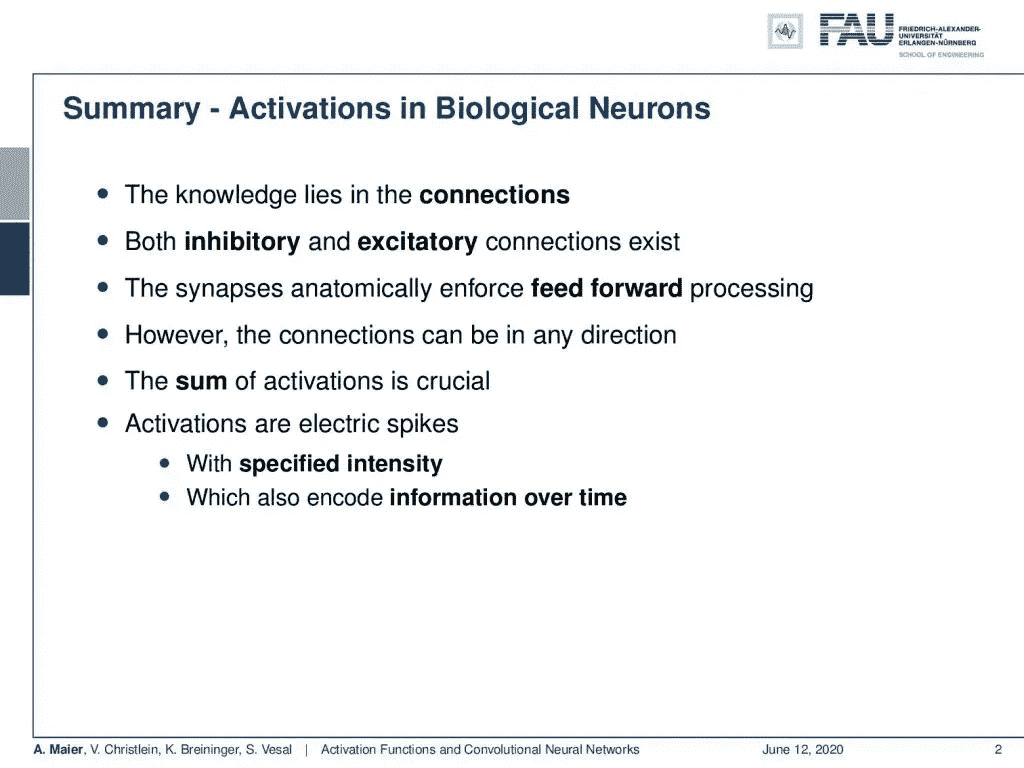 FAU
FRIEDRICH-ALEXANDER-
UNIVERSITÄT
ERLANGEN-NÜRNBERG
SCHOOL OF ENGINEERING
Summary - Activations in Biological Neurons
The knowledge lies in the connections
Both inhibitory and excitatory connections exist
The synapses anatomically enforce feed forward processing
However, the connections can be in any direction
The sum of activations is crucial
Activations are electric spikes
With specified intensity
Which also encode information over time
A. Maier, V. Christlein, K. Breininger, S. Vesal | Activation Functions and Convolutional Neural Networks June 12, 2020 2